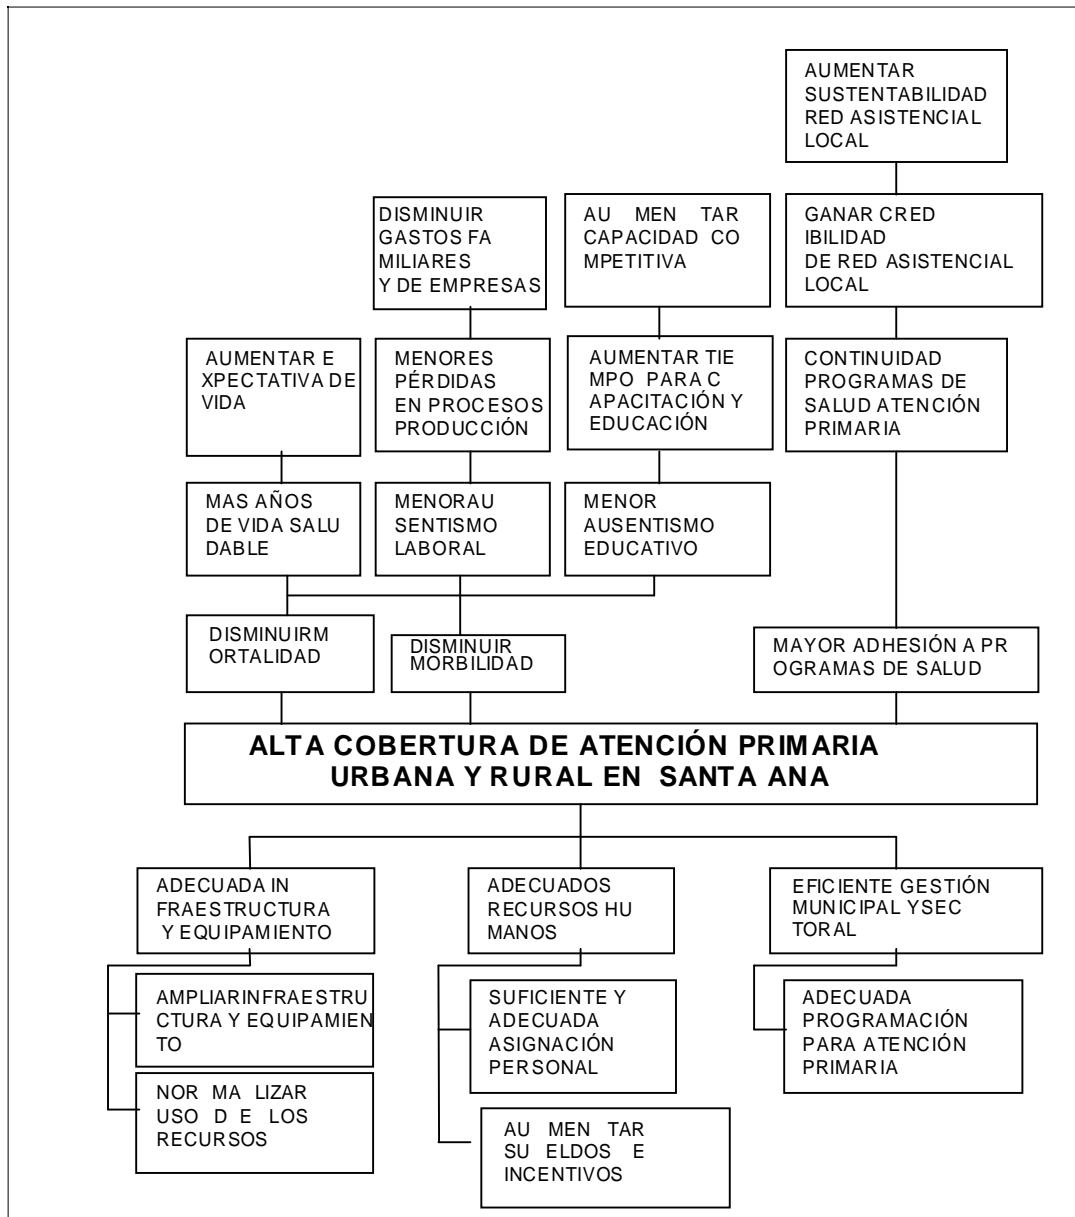 AUMENTAR
SUSTENTABILIDAD
RED ASISTENCIAL
LOCAL
DISMINUIR
GASTOS FA
MILIARES
Y DE EMPRESAS
AU MEN TAR
CAPACIDAD CO
MPETITIVA
GANAR CRED
IBILIDAD
DE RED ASISTENCIAL
LOCAL
AUMENTAR E
XPECTATIVA DE
VIDA
MENORES
PÉRDIDAS
EN PROCESOS
PRODUCCIÓN
AUMENTAR TIE
MPO PARA C
APACITACIÓN Y
EDUCACIÓN
CONTINUIDAD
PROGRAMAS DE
SALUD ATENCIÓN
PRIMARIA
MAS AÑOS
DE VIDA SALU
DABLE
MENORAU
SENTISMO
LABORAL
MENOR
AUSENTISMO
EDUCATIVO
DISMINUIRM
ORTALIDAD
DISMINUIR
MORBILIDAD
MAYOR ADHESIÓN A PR
OGRAMAS DE SALUD
ALTA COBERTURA DE ATENCIÓN PRIMARIA
URBANA Y RURAL EN SANTA ANA
ADECUADA IN
FRAESTRUCTURA
Y EQUIPAMIENTO
ADECUADOS
RECURSOS HU
MANOS
EFICIENTE GESTIÓN
MUNICIPAL YSEC
TORAL
AMPLIARINFRAESTRU
CTURA Y EQUIPAMIEN
TO
SUFICIENTE Y
ADECUADA
ASIGNACIÓN
PERSONAL
ADECUADA
PROGRAMACIÓN
PARA ATENCIÓN
PRIMARIA
NOR MA LIZAR
USO D E LOS
RECURSOS
AU MEN TAR
SU ELDOS E
INCENTIVOS